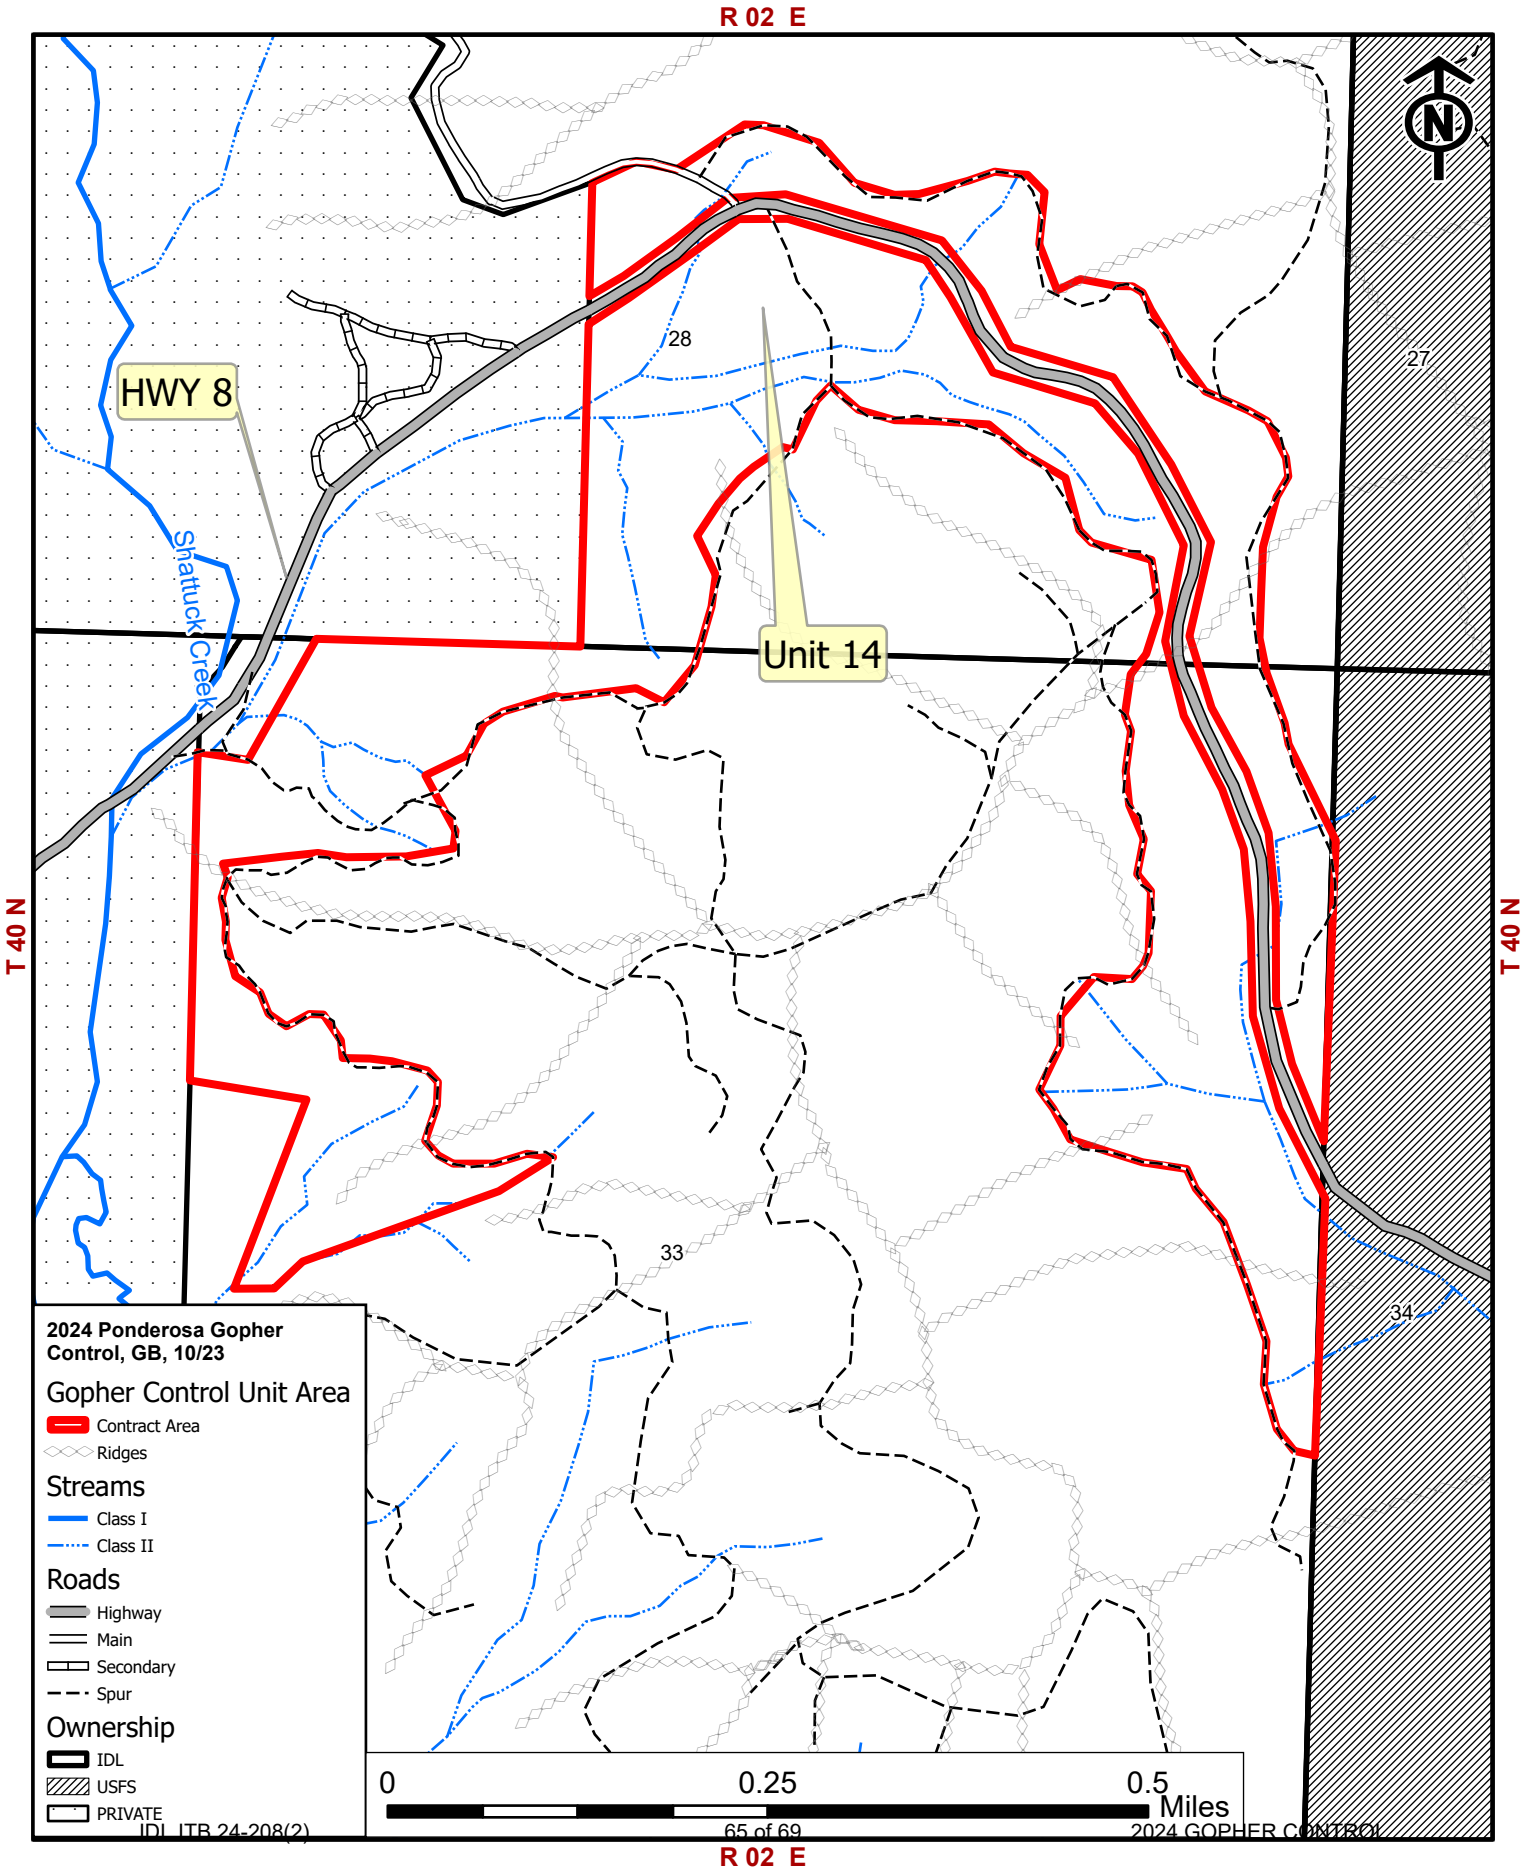 R 02 E
N
28
27
HWY 8
Shattuck Creek
Unit 14
T 40 N
T 40 N
33
34
2024 Ponderosa Gopher
Control, GB, 10/23
Gopher Control Unit Area
Contract Area
Ridges
Streams
Class I
Class II
Roads
Highway
Main
Secondary
Spur
Ownership
IDL
USFS
PRIVATE
0 0.25 0.5
Miles
IDL ITB 24-208(2) 65 of 69 2024 GOPHER CONTROL
R 02 E